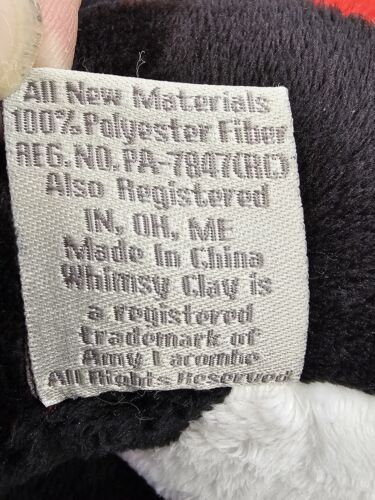 All New Materials
100% Polyester Fiber
REG. NO. PA-7847(RC)
Also Registered
IN, OH, ME
Made In China
Whimsy Clay is
a registered
trademark of
Amy Lacombe
All Rights Reserved